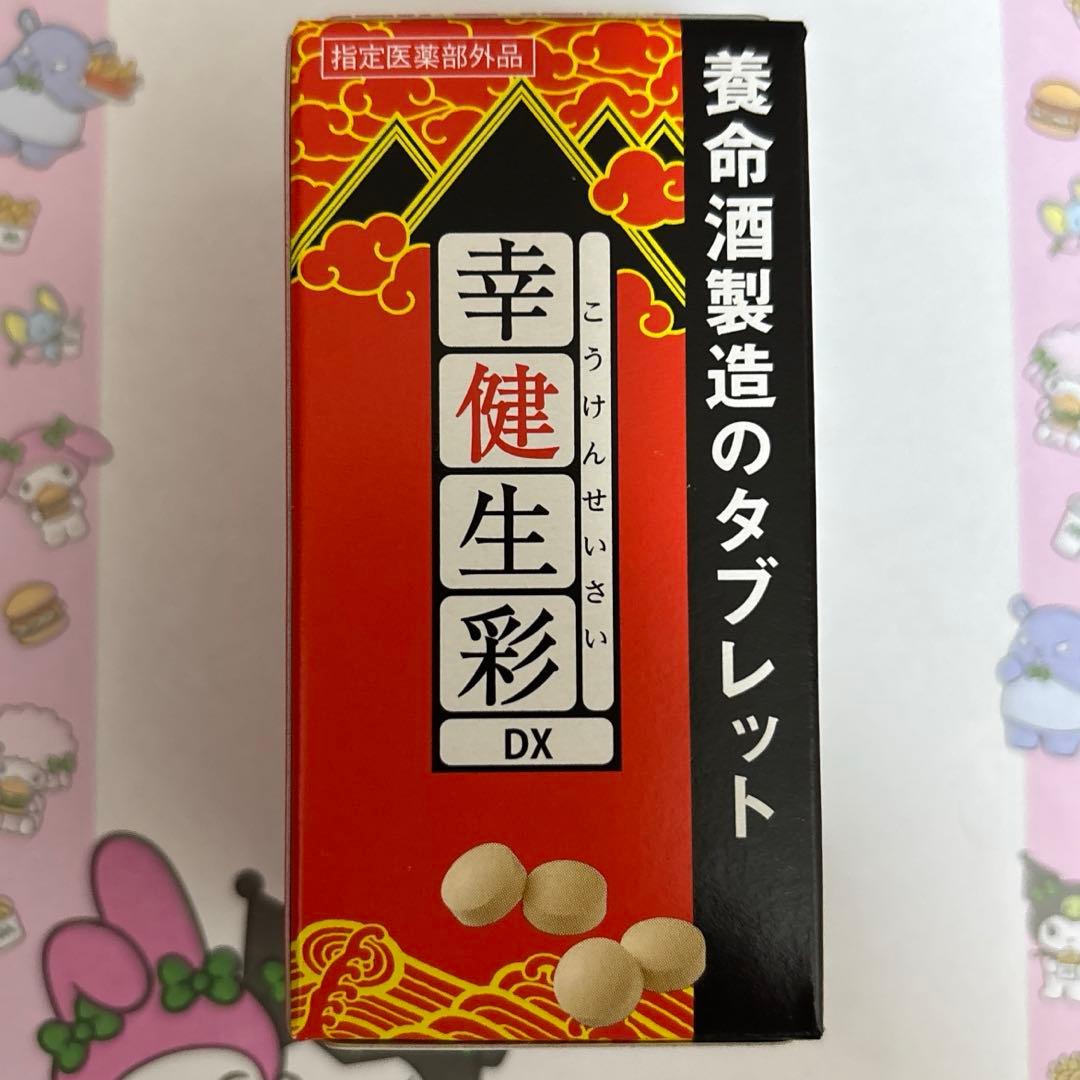 指定医薬部外品
養命酒製造のタブレット
幸健生彩
こうけんせいさい
DX